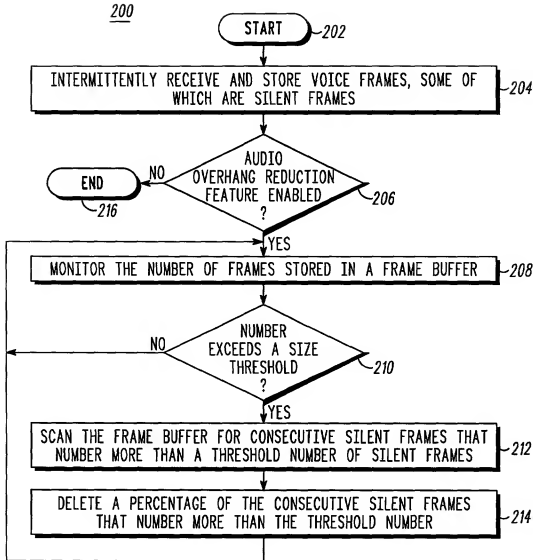 200
START
202
INTERMITTENTLY RECEIVE AND STORE VOICE FRAMES, SOME OF
WHICH ARE SILENT FRAMES
204
AUDIO
OVERHANG REDUCTION
FEATURE ENABLED
?
206
NO
END
216
YES
MONITOR THE NUMBER OF FRAMES STORED IN A FRAME BUFFER
208
NUMBER
EXCEEDS A SIZE
THRESHOLD
?
210
NO
YES
SCAN THE FRAME BUFFER FOR CONSECUTIVE SILENT FRAMES THAT
NUMBER MORE THAN A THRESHOLD NUMBER OF SILENT FRAMES
212
DELETE A PERCENTAGE OF THE CONSECUTIVE SILENT FRAMES
THAT NUMBER MORE THAN THE THRESHOLD NUMBER
214